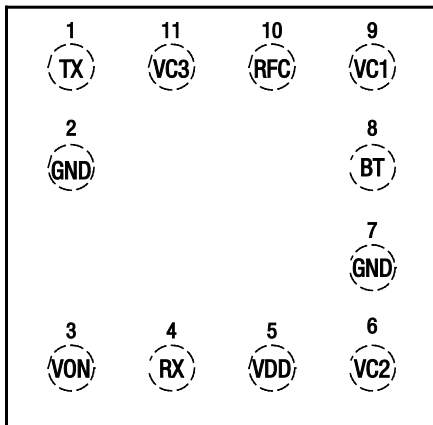 1 11 10 9
TX VC3 RFC VC1
2 8
GND BT
7
GND
3 4 5 6
VON RX VDD VC2